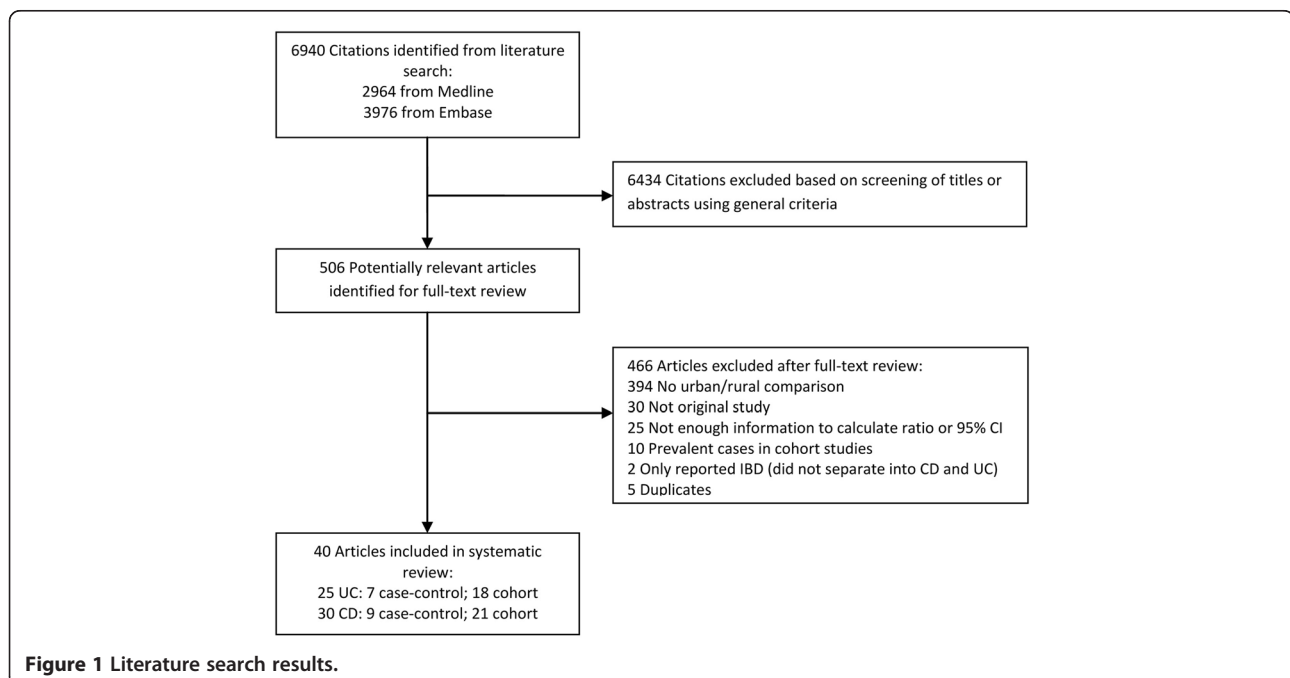 6940 Citations identified from literature
search:
2964 from Medline
3976 from Embase
6434 Citations excluded based on screening of titles or
abstracts using general criteria
506 Potentially relevant articles
identified for full-text review
466 Articles excluded after full-text review:
394 No urban/rural comparison
30 Not original study
25 Not enough information to calculate ratio or 95% CI
10 Prevalent cases in cohort studies
2 Only reported IBD (did not separate into CD and UC)
5 Duplicates
40 Articles included in systematic
review:
25 UC: 7 case-control; 18 cohort
30 CD: 9 case-control; 21 cohort
Figure 1 Literature search results.